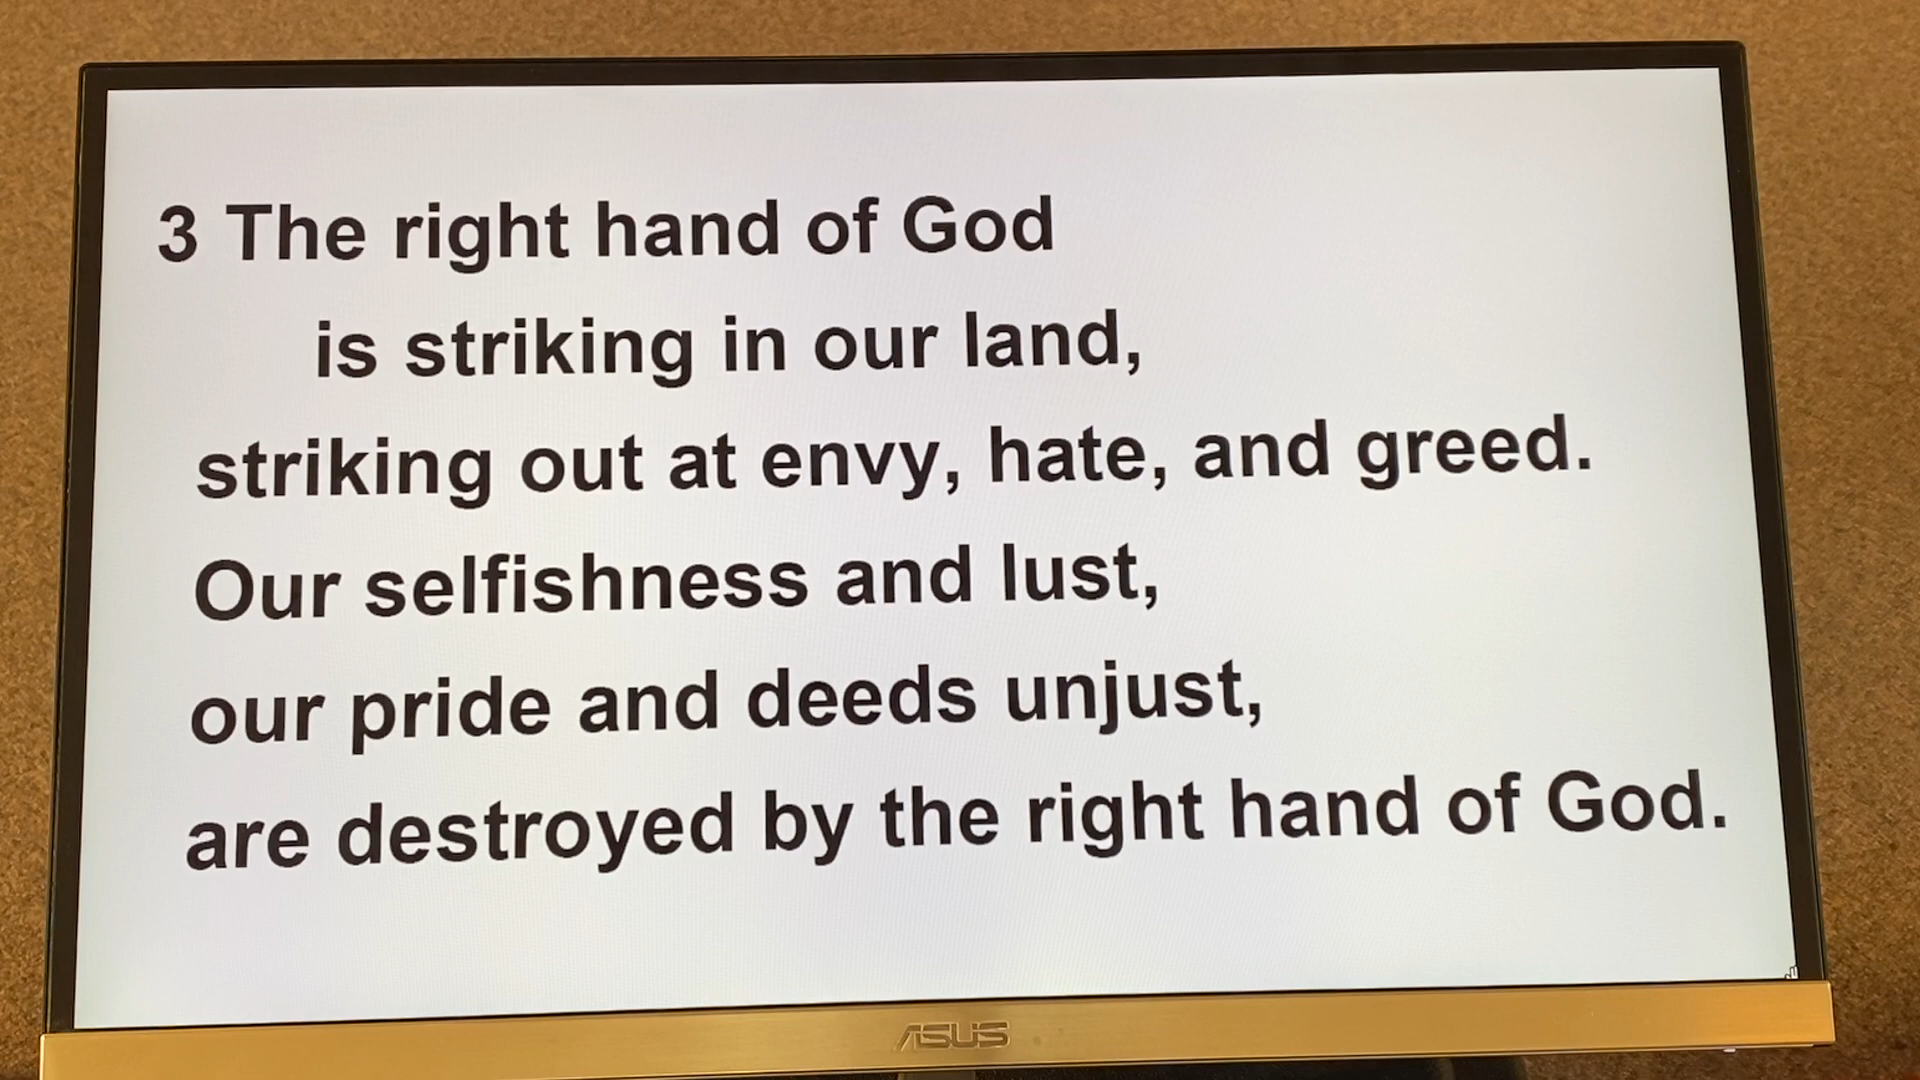 3 The right hand of God
is striking in our land,
striking out at envy, hate, and greed.
Our selfishness and lust,
our pride and deeds unjust,
are destroyed by the right hand of God.
ASUS